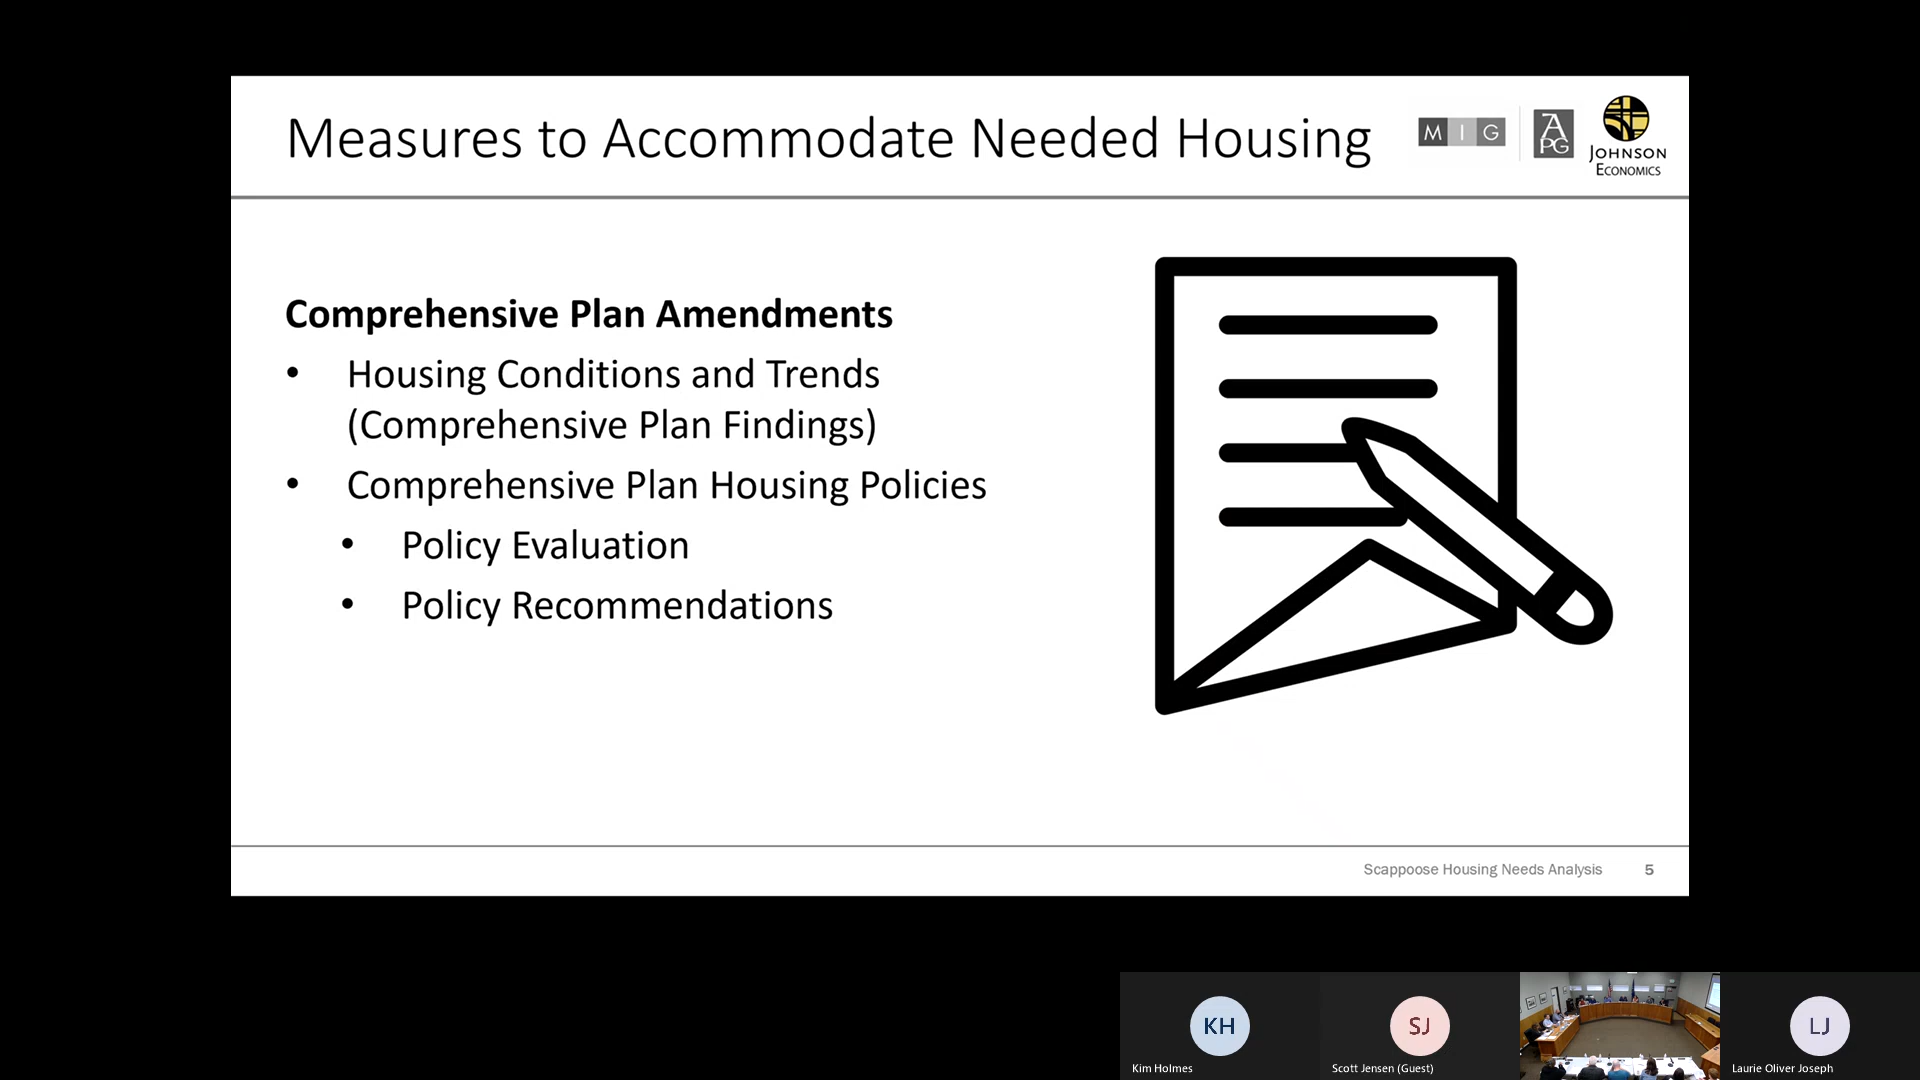 Measures to Accommodate Needed Housing
M I G
APG
JOHNSON
ECONOMICS
Comprehensive Plan Amendments
• Housing Conditions and Trends
(Comprehensive Plan Findings)
• Comprehensive Plan Housing Policies
• Policy Evaluation
• Policy Recommendations
Scappoose Housing Needs Analysis 5
KH
SJ
LJ
Kim Holmes
Scott Jensen (Guest)
Laurie Oliver Joseph